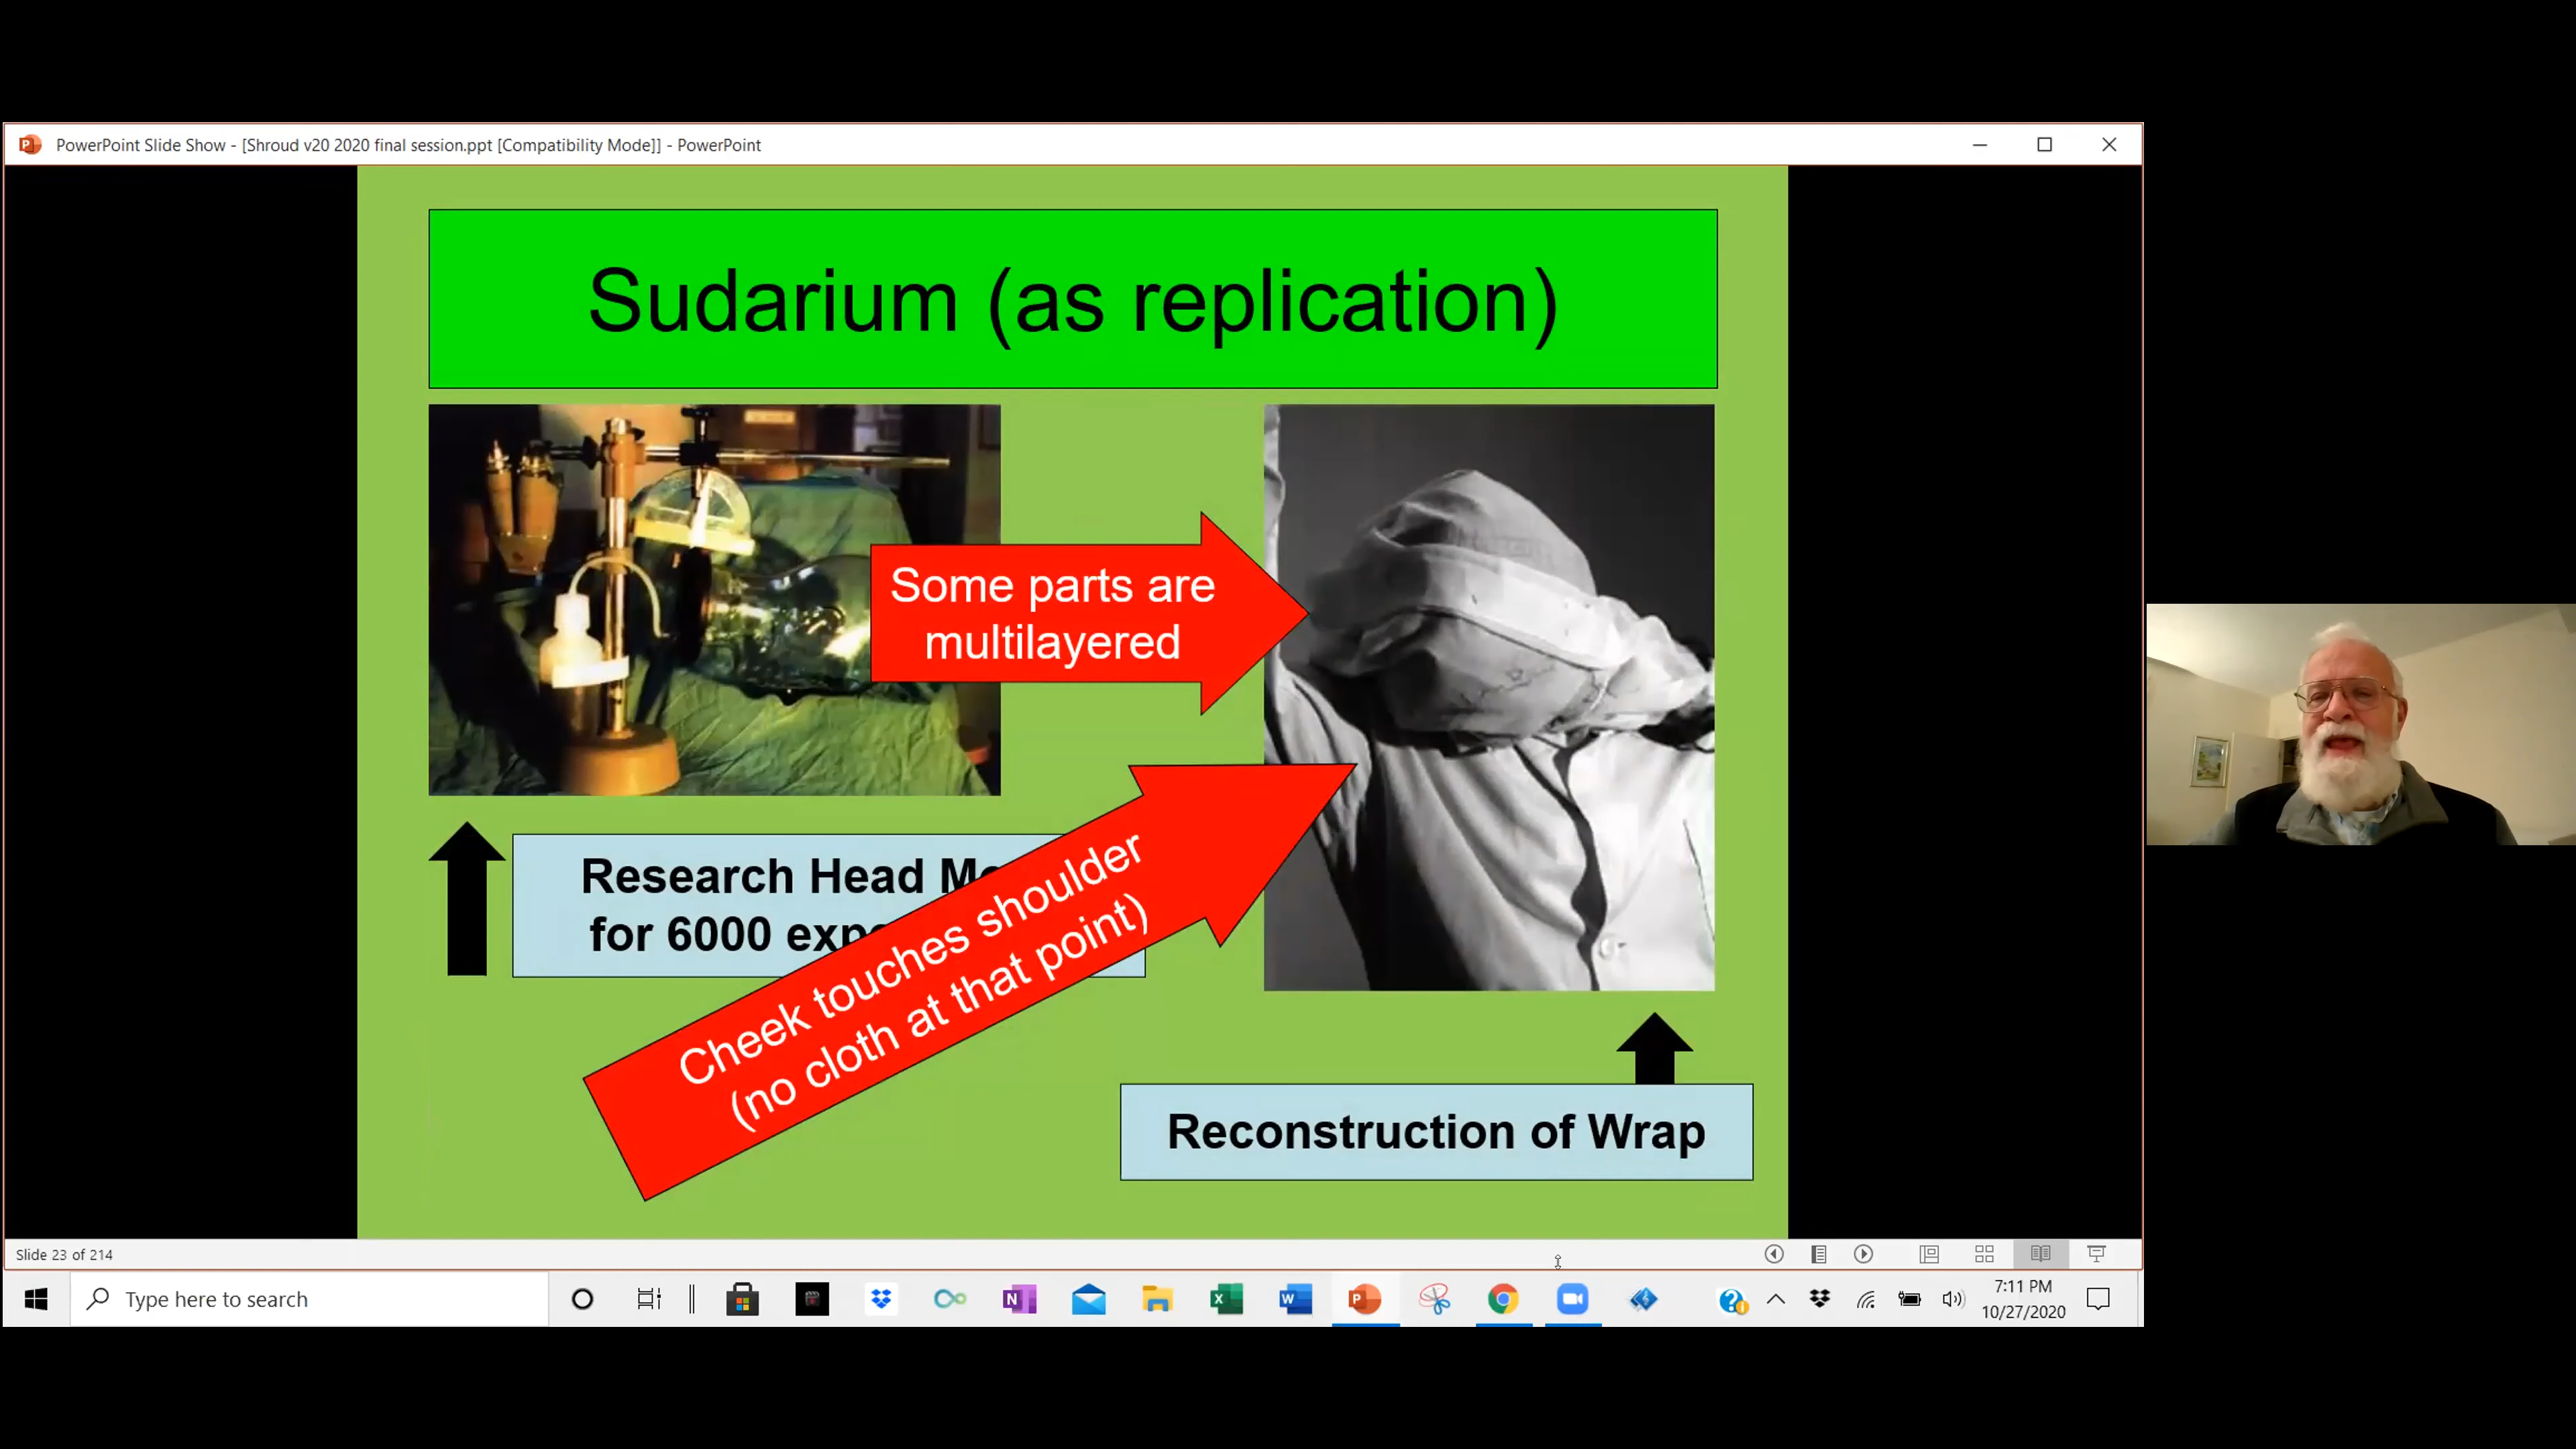 PowerPoint Slide Show - [Shroud v20 2020 final session.ppt [Compatibility Mode]] - PowerPoint
Sudarium (as replication)
Some parts are
multilayered
Research Head
for 6000
Cheek touches shoulder
(no cloth at that point)
Reconstruction of Wrap
Slide 23 of 214
Type here to search
7:11 PM
10/27/2020